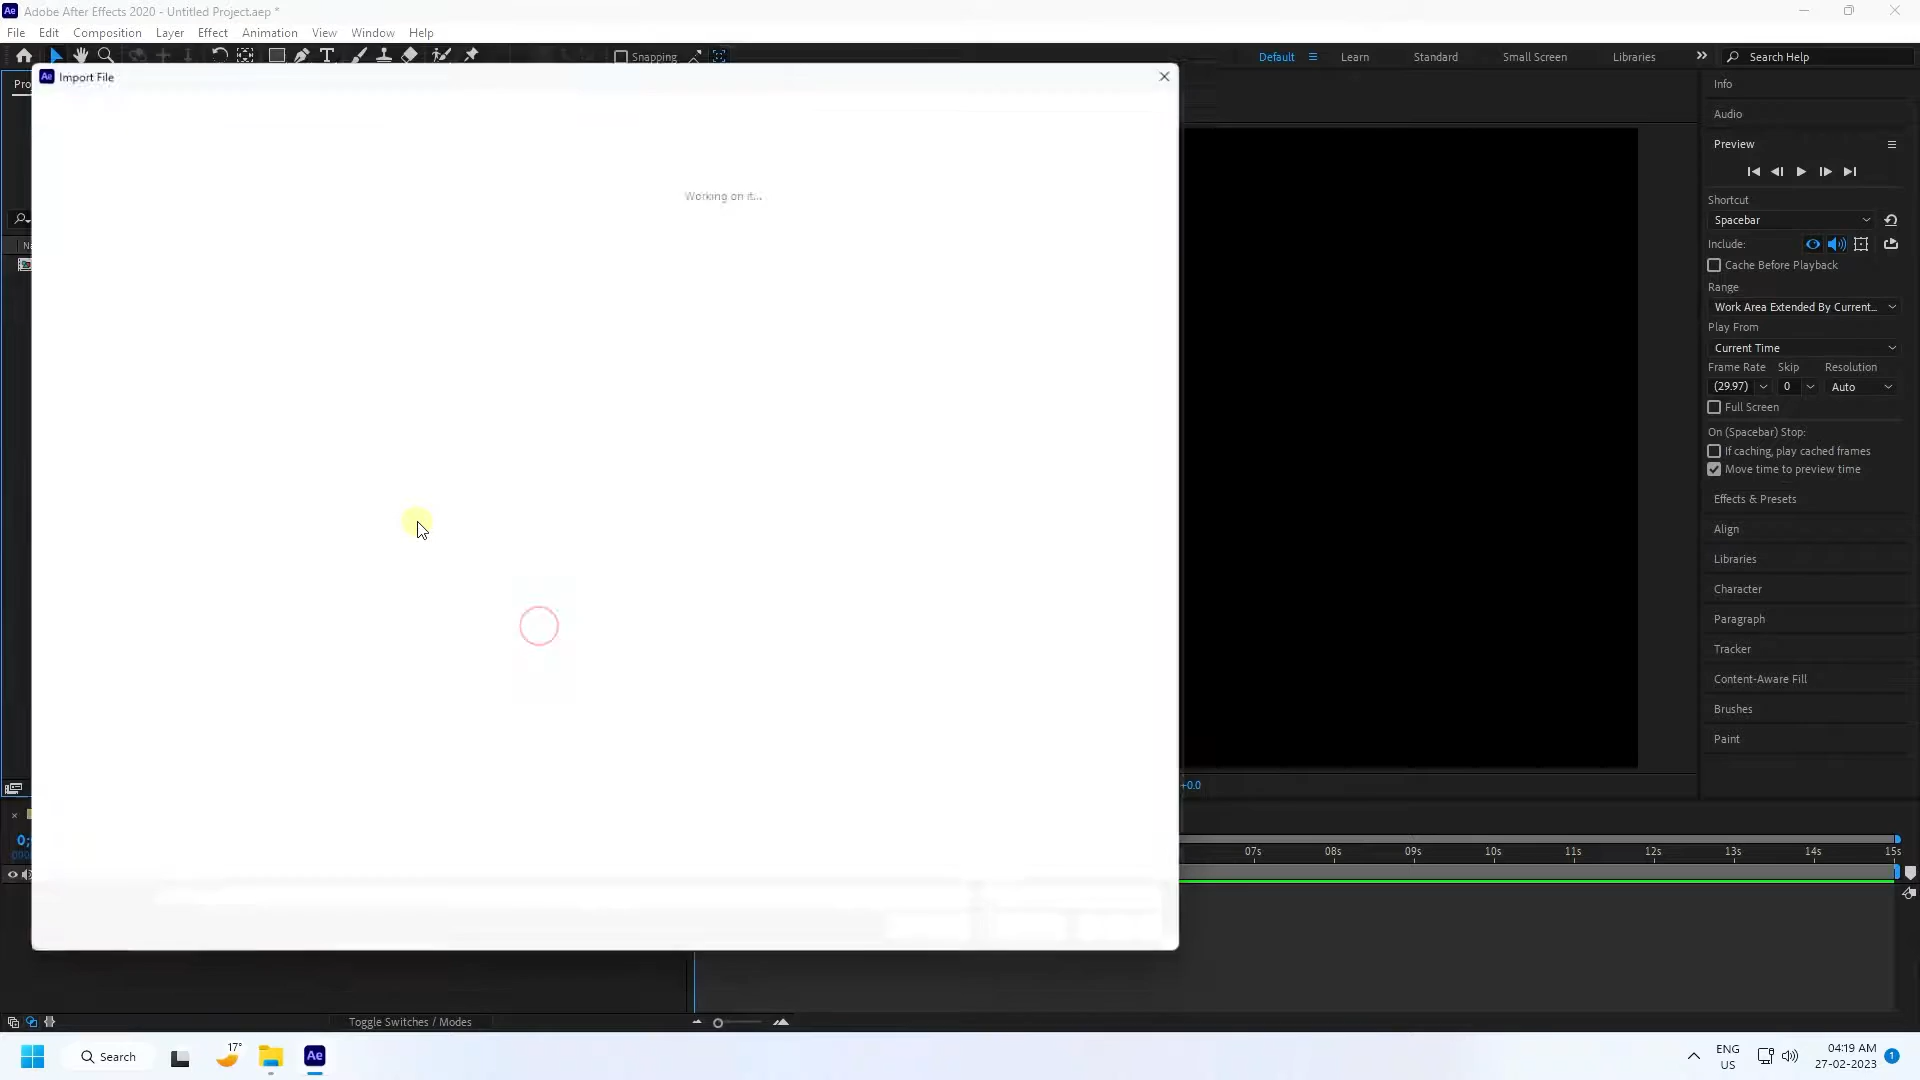 Ae Adobe After Effects 2020 - Untitled Project.aep *
File Edit Composition Layer Effect Animation View Window Help
Snapping
Default Learn Standard Small Screen Libraries
Search Help
Ae Import File
Working on it...
Info
Audio
Preview
Shortcut
Spacebar
Include:
Cache Before Playback
Range
Work Area Extended By Current...
Play From
Current Time
Frame Rate Skip Resolution
(29.97) 0 Auto
Full Screen
On (Spacebar) Stop:
If caching, play cached frames
Move time to preview time
Effects & Presets
Align
Libraries
Character
Paragraph
Tracker
Content-Aware Fill
Brushes
Paint
+0.0
07s 08s 09s 10s 11s 12s 13s 14s 15s
Toggle Switches / Modes
Search
17°
Ae
ENG
US
04:19 AM
27-02-2023
1